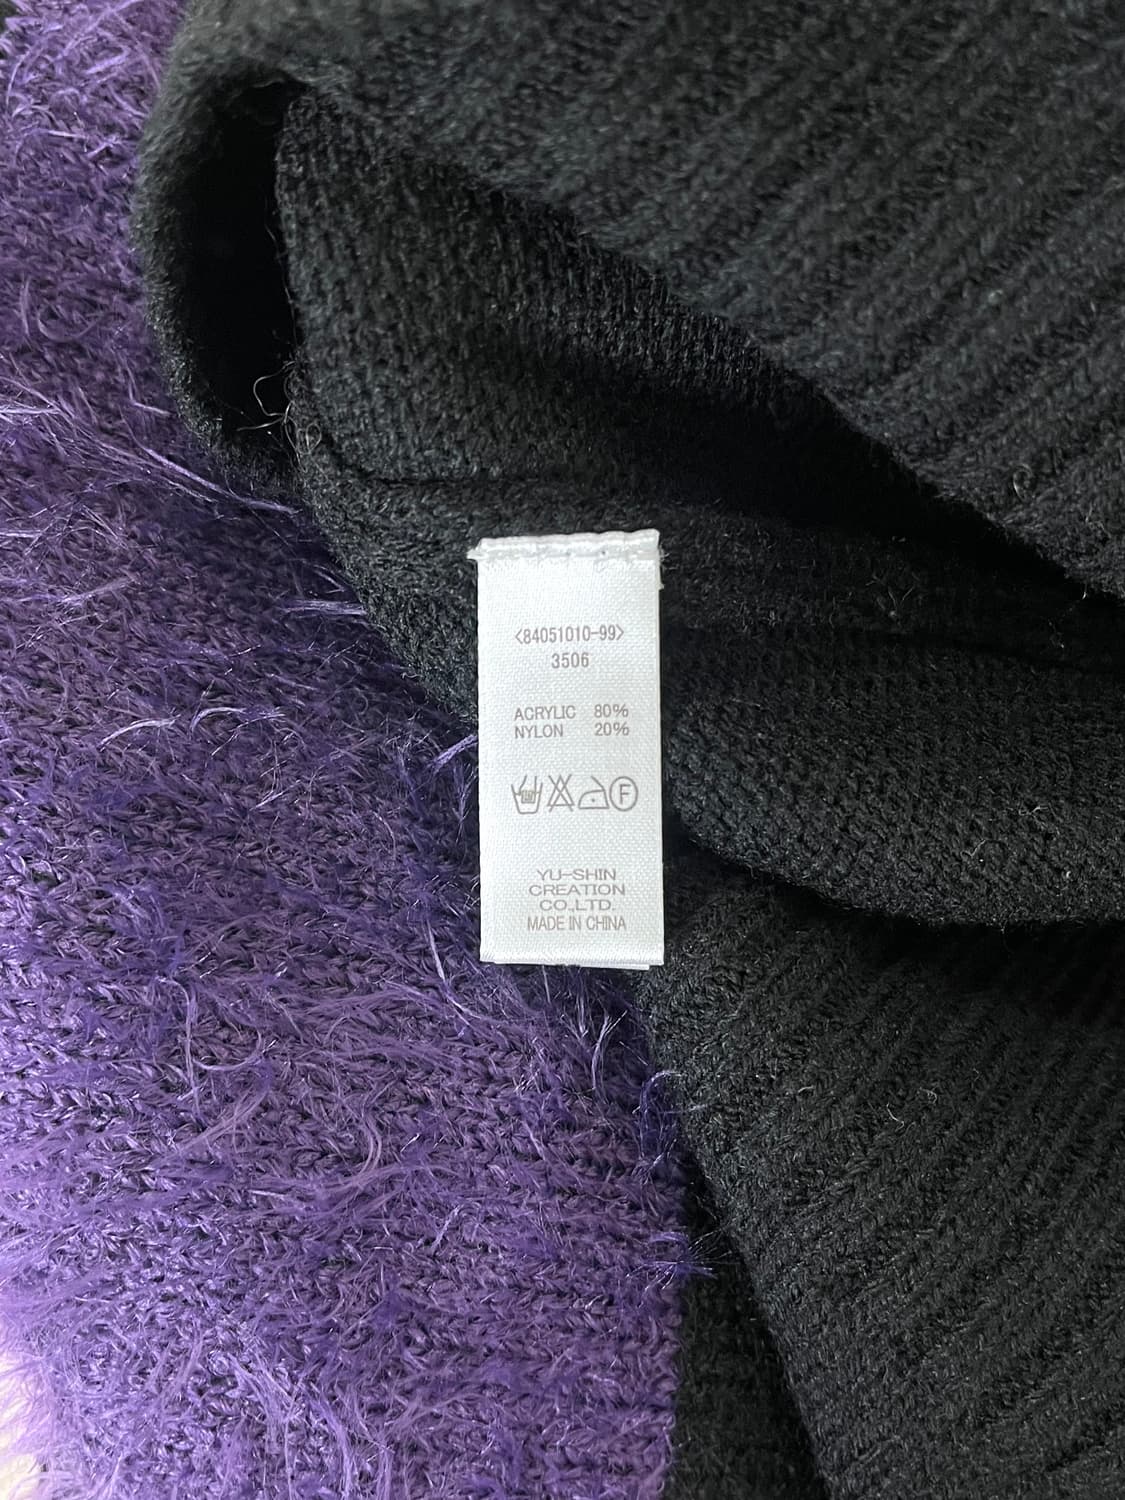 <84051010-99>
3506
ACRYLIC 80%
NYLON 20%
F
YU-SHIN
CREATION
CO.,LTD.
MADE IN CHINA